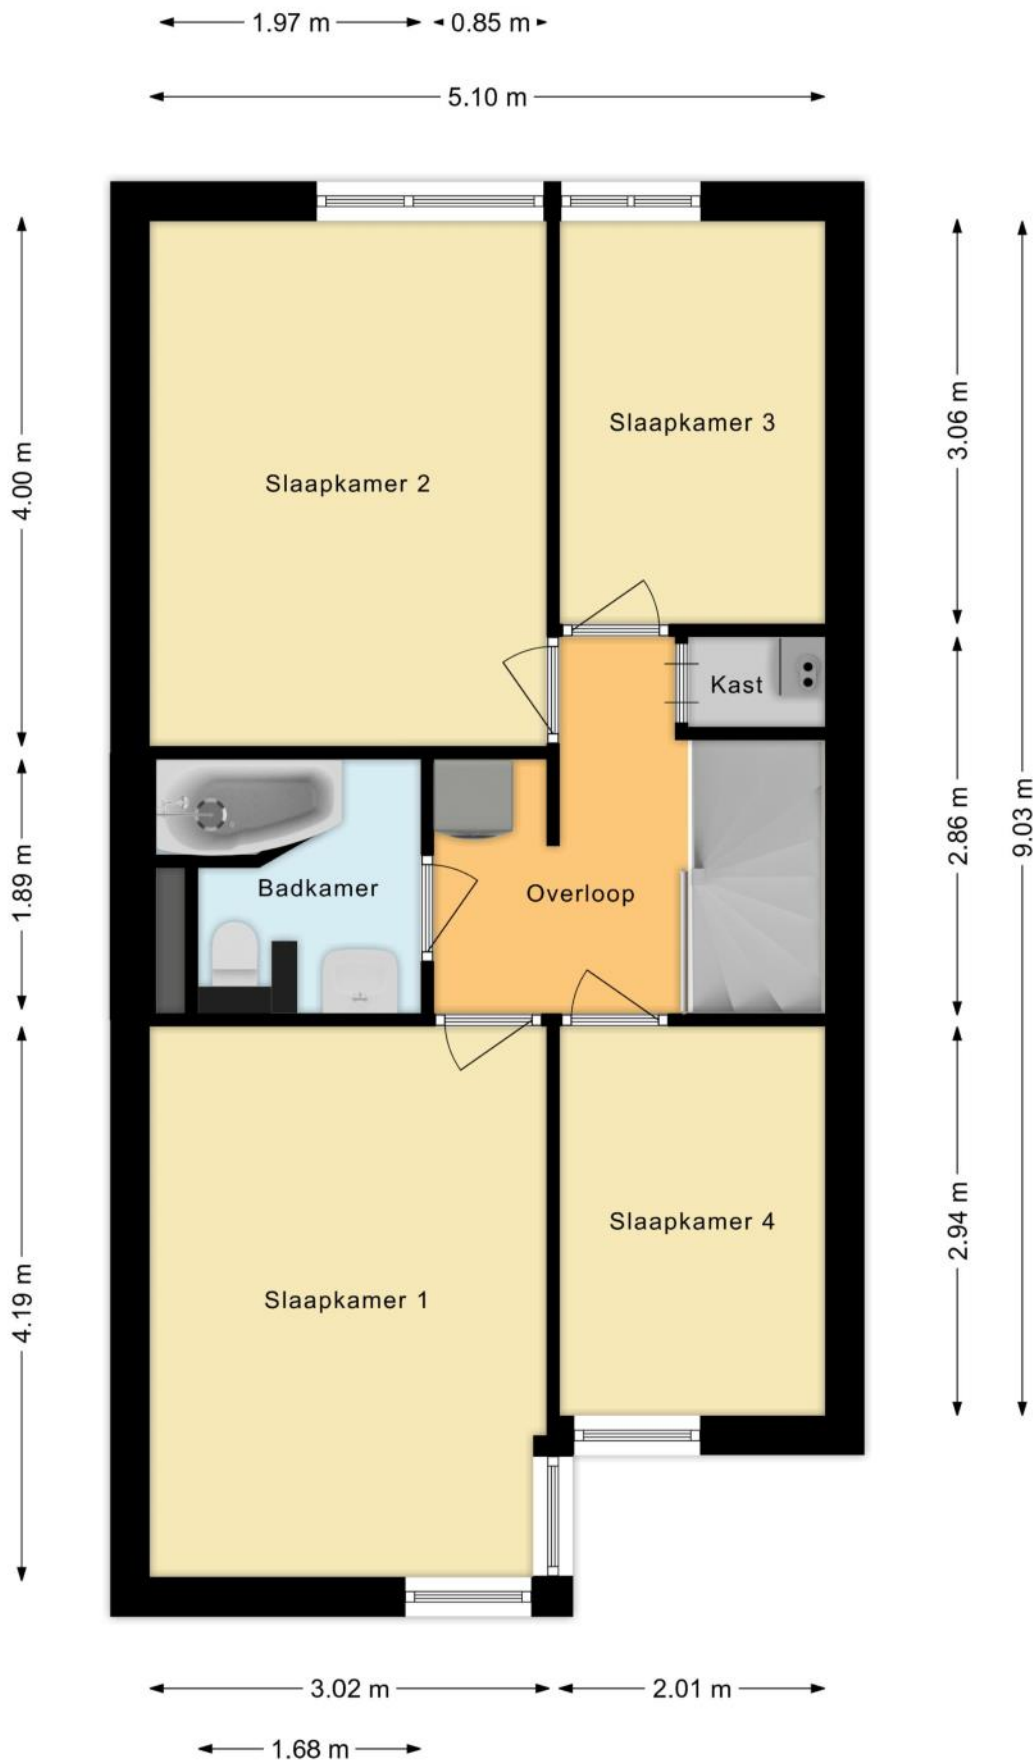 1.97 m
0.85 m
5.10 m
4.00 m
3.06 m
Slaapkamer 3
Slaapkamer 2
Kast
9.03 m
2.86 m
1.89 m
Badkamer
Overloop
2.94 m
Slaapkamer 4
4.19 m
Slaapkamer 1
3.02 m
2.01 m
1.68 m